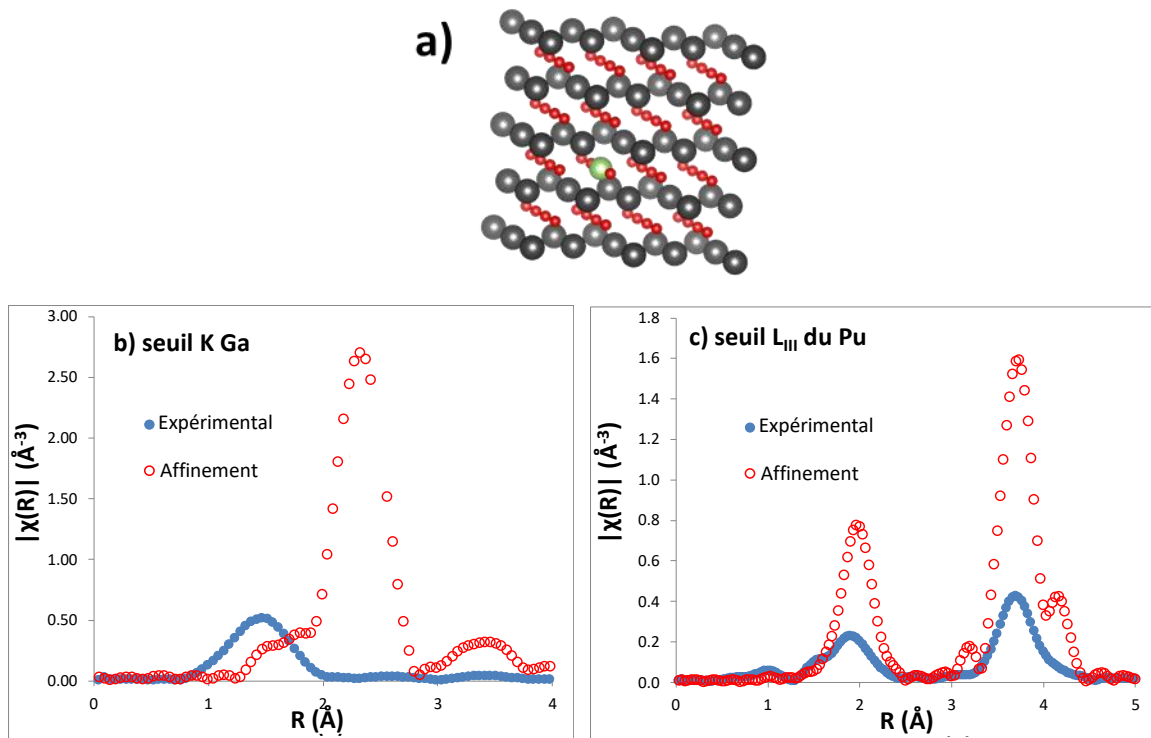 a)
b) seuil K Ga
Expérimental
Affinement
|χ(R)| (Å-3)
3.00
2.50
2.00
1.50
1.00
0.50
0.00
0
1
2
3
4
R (Å)
c) seuil LIII du Pu
Expérimental
Affinement
|χ(R)| (Å-3)
1.8
1.6
1.4
1.2
1.0
0.8
0.6
0.4
0.2
0.0
0
1
2
3
4
5
R (Å)